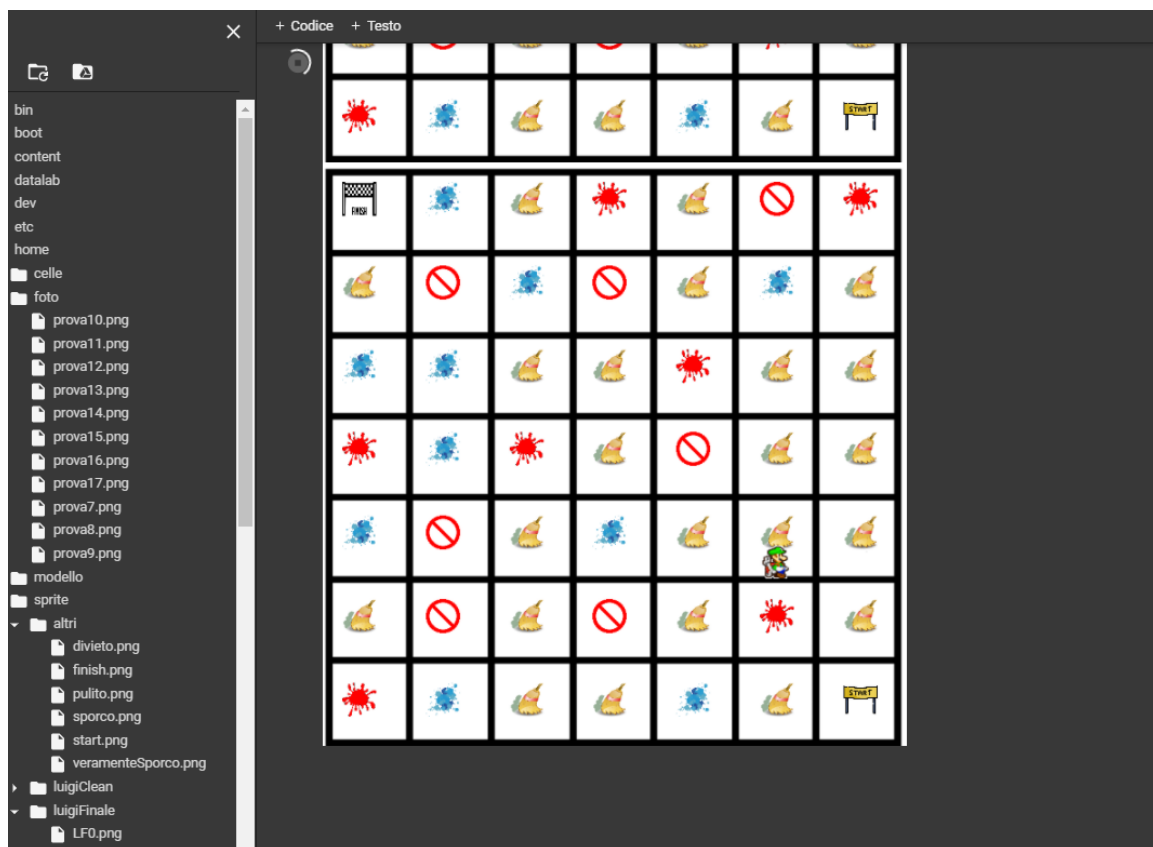 + Codice + Testo
bin
boot
content
datalab
dev
etc
home
celle
foto
prova10.png
prova11.png
prova12.png
prova13.png
prova14.png
prova15.png
prova16.png
prova17.png
prova7.png
prova8.png
prova9.png
modello
sprite
altri
divieto.png
finish.png
pulito.png
sporco.png
start.png
veramenteSporco.png
luigiClean
luigiFinale
LF0.png
START
FINISH
START